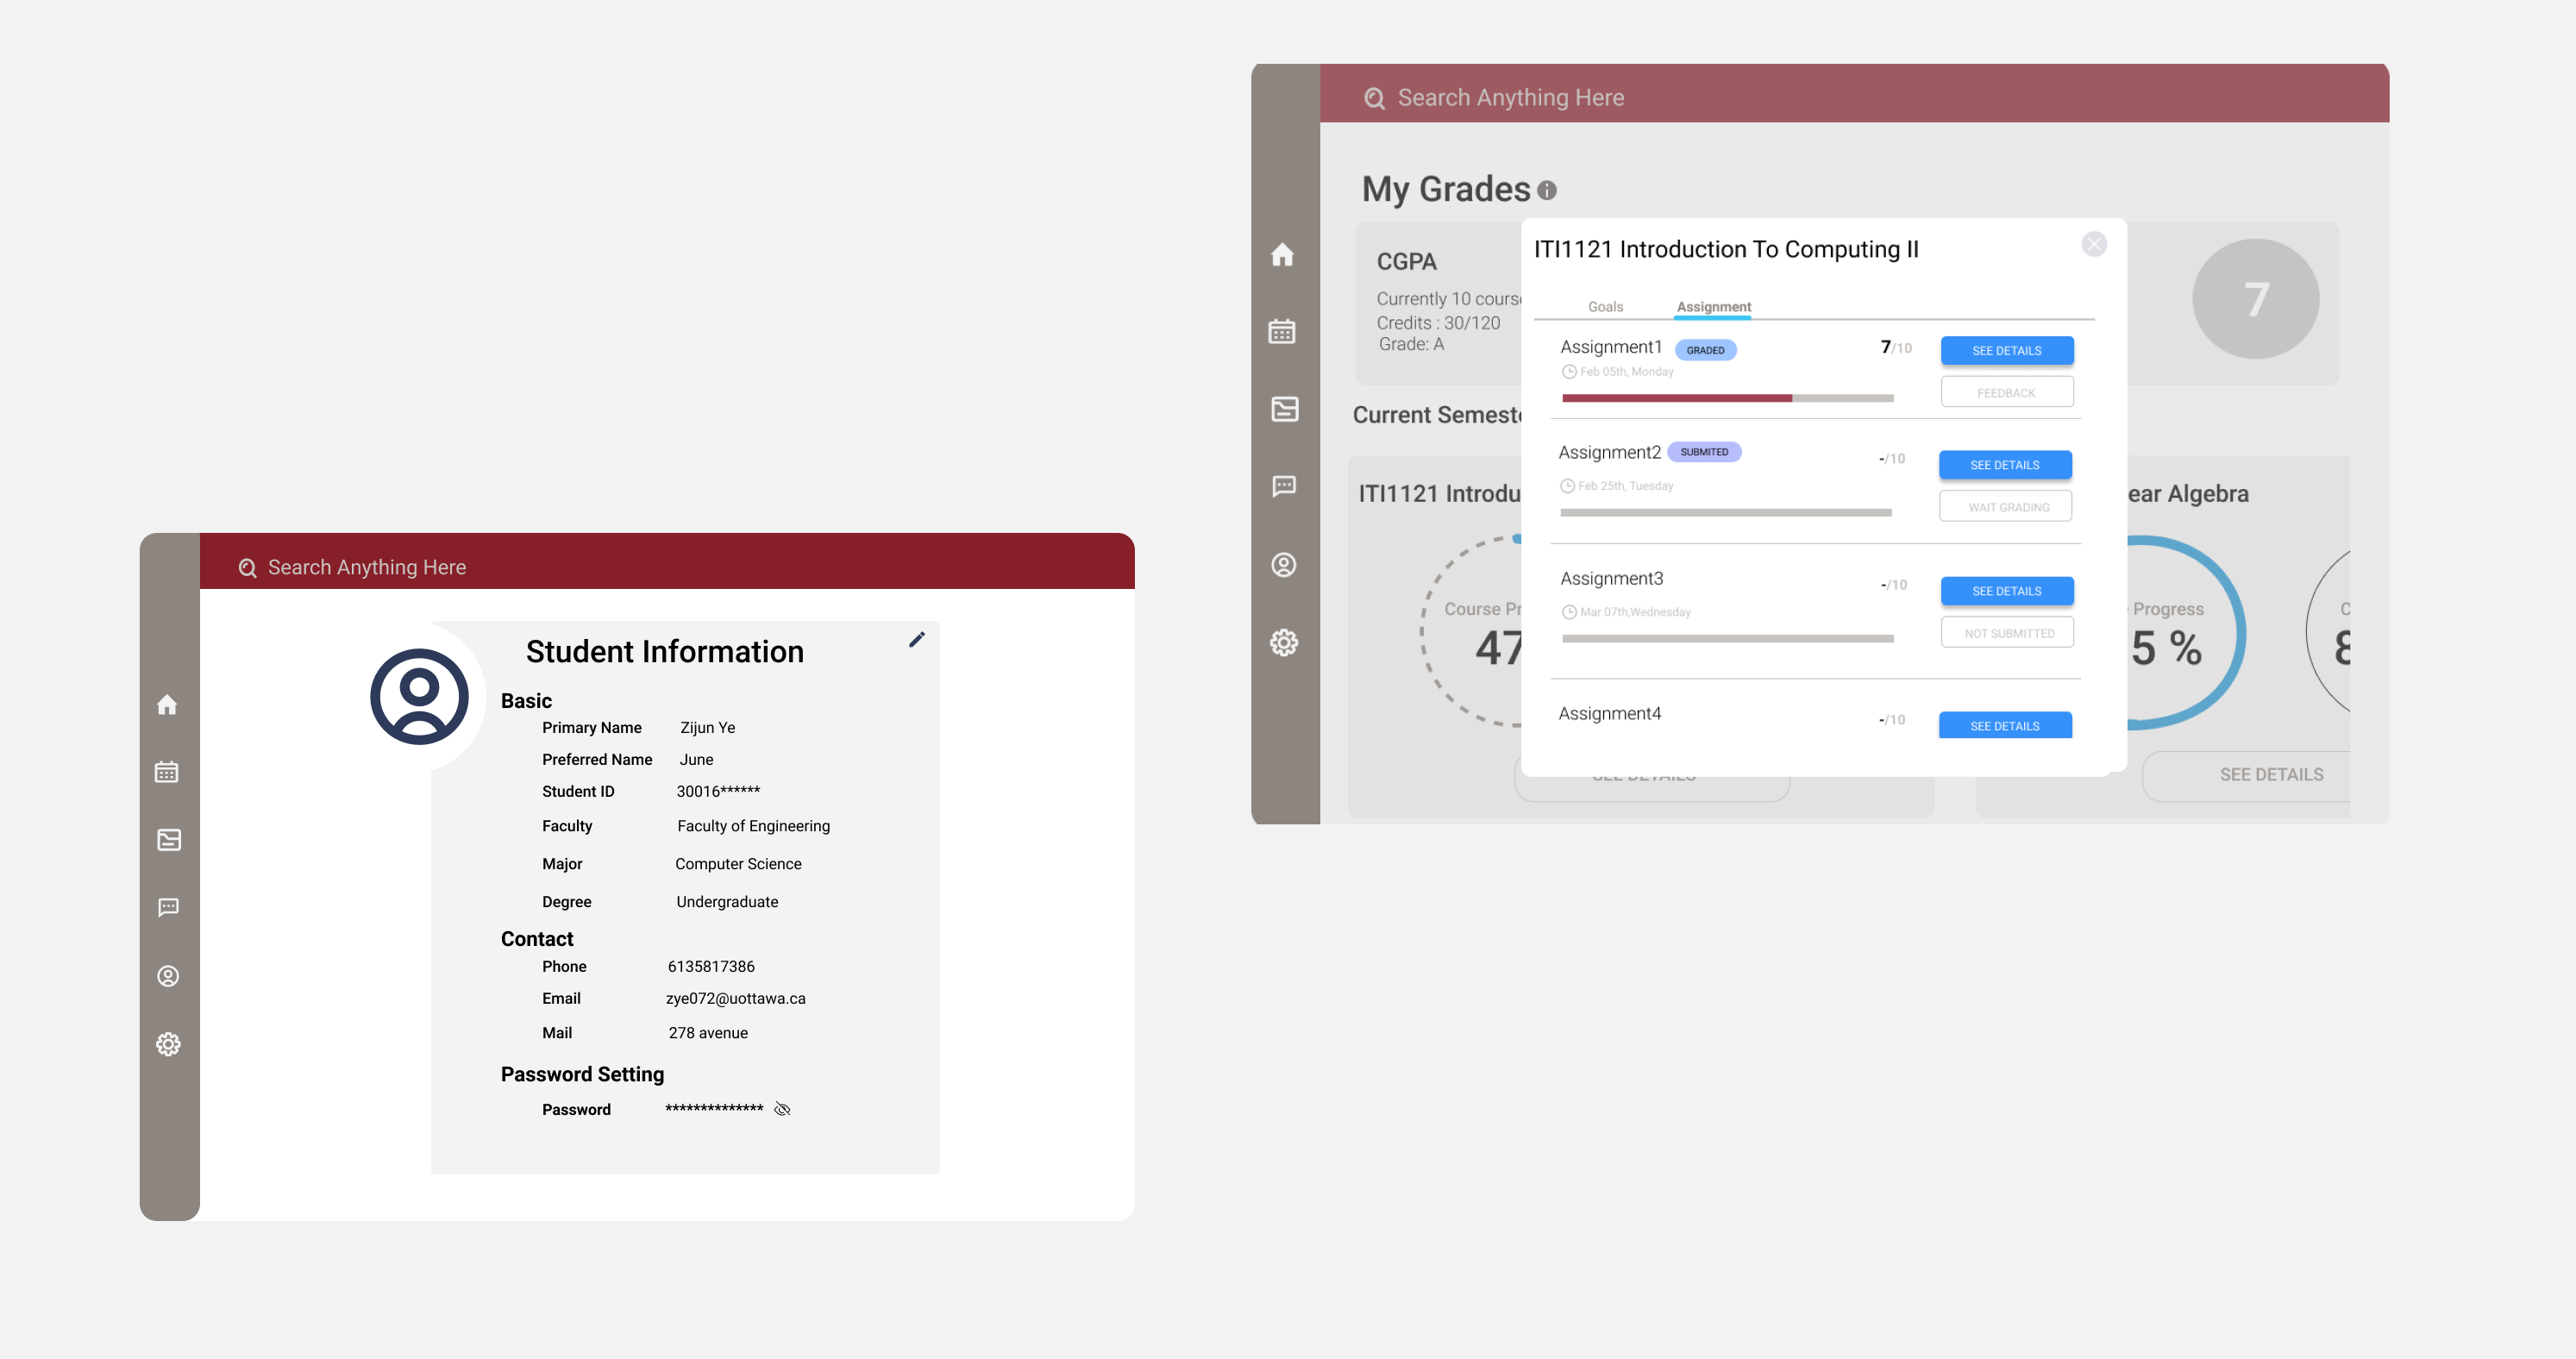 Search Anything Here
Student Information
Basic
Primary Name Zijun Ye
Preferred Name June
Student ID 30016******
Faculty Faculty of Engineering
Major Computer Science
Degree Undergraduate
Contact
Phone 6135817386
Email zye072@uottawa.ca
Mail 278 avenue
Password Setting
Password **************
Search Anything Here
My Grades
CGPA
Currently 10 cours
Credits : 30/120
Grade: A
7
Current Semest
ITI1121 Introdu
ear Algebra
Course Pr
47
Progress
5 %
C
8
SEE DETAILS
SEE DETAILS
ITI1121 Introduction To Computing II
Goals Assignment
Assignment1 GRADED 7/10 SEE DETAILS
Feb 05th, Monday FEEDBACK
Assignment2 SUBMITED -/10 SEE DETAILS
Feb 25th, Tuesday WAIT GRADING
Assignment3 -/10 SEE DETAILS
Mar 07th,Wednesday NOT SUBMITTED
Assignment4 -/10 SEE DETAILS